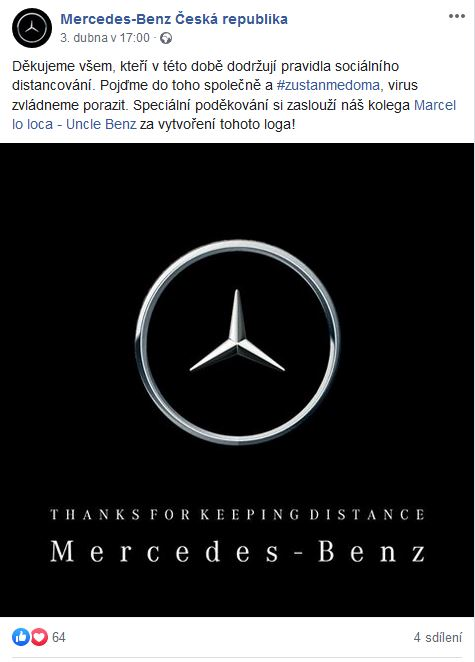 Mercedes-Benz Česká republika
3. dubna v 17:00 ·
Děkujeme všem, kteří v této době dodržují pravidla sociálního
distancování. Pojďme do toho společně a #zustanmedoma, virus
zvládneme porazit. Speciální poděkování si zaslouží náš kolega Marcel
lo loca - Uncle Benz za vytvoření tohoto loga!
THANKS FOR KEEPING DISTANCE
Mercedes-Benz
64
4 sdílení